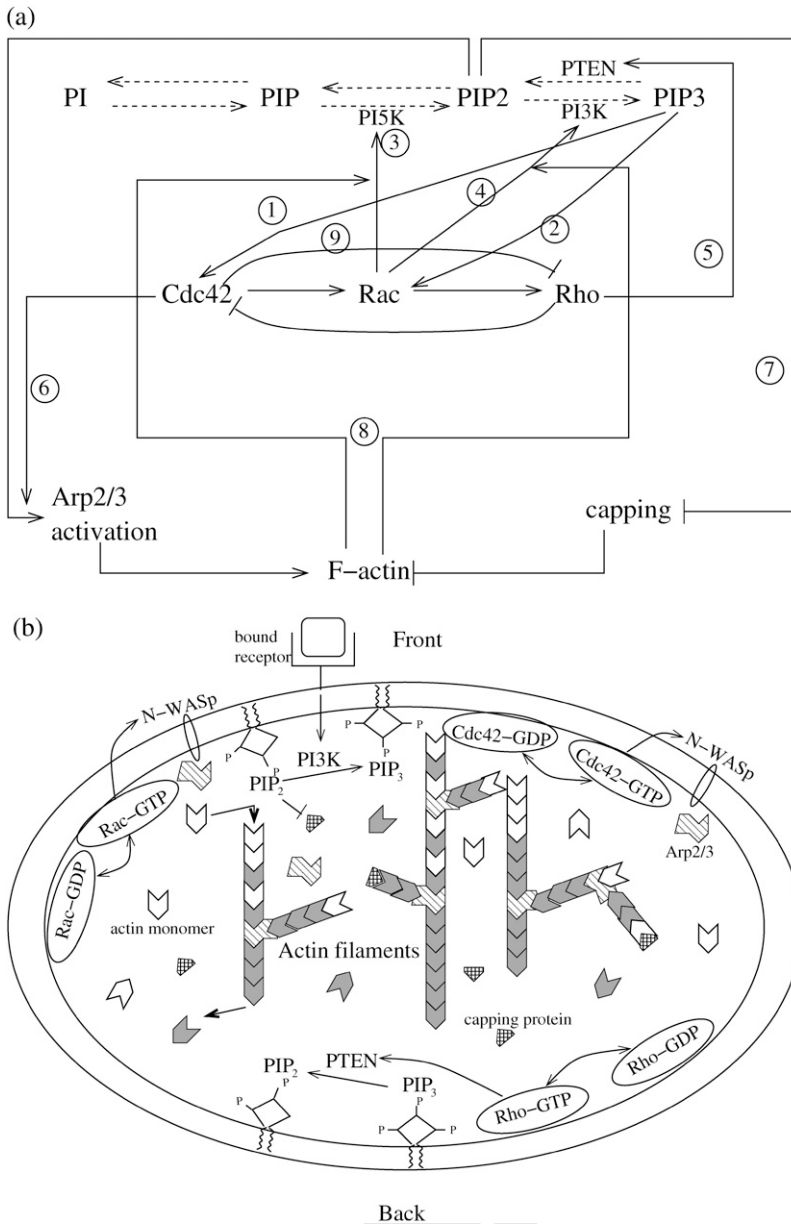 (a)
PTEN
PI
PIP
PIP2
PIP3
PI5K
PI3K
3
4
1
2
9
5
Cdc42
Rac
Rho
6
7
8
Arp2/3
activation
capping
F−actin
(b)
bound
receptor
Front
N−WASp
P
P
P
P
P
PI3K
PIP2
PIP3
Cdc42−GDP
Cdc42−GTP
N−WASp
Rac−GTP
Rac−GDP
Arp2/3
actin monomer
Actin filaments
capping protein
PTEN
PIP2
PIP3
P
P
P
P
P
Rho−GTP
Rho−GDP
Back